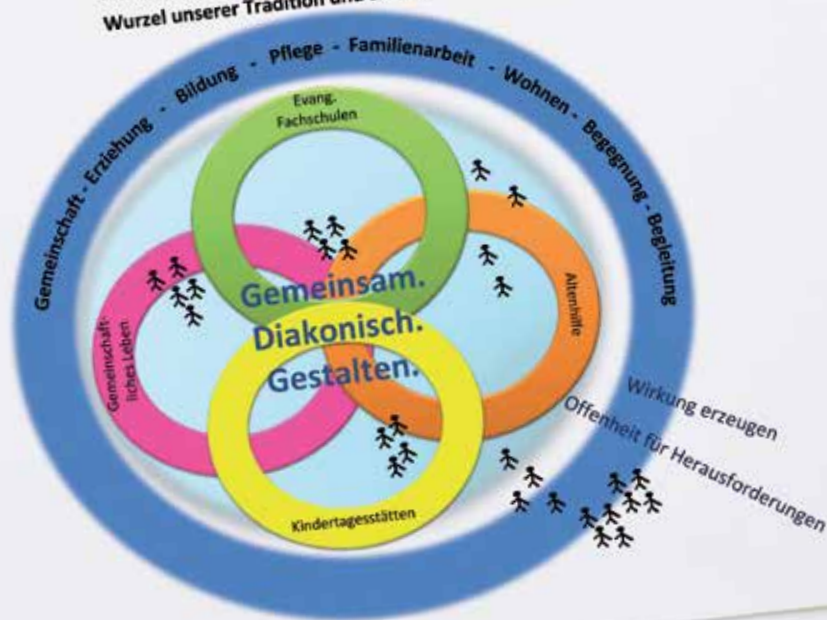 Wurzel unserer Tradition und
Gemeinschaft - Erziehung - Bildung - Pflege - Familienarbeit - Wohnen - Begegnung - Begleitung
Evang.
Fachschulen
Gemeinschaft-
liches Leben
Gemeinsam.
Diakonisch.
Gestalten.
Altenhilfe
Kindertagesstätten
Wirkung erzeugen
Offenheit für Herausforderungen